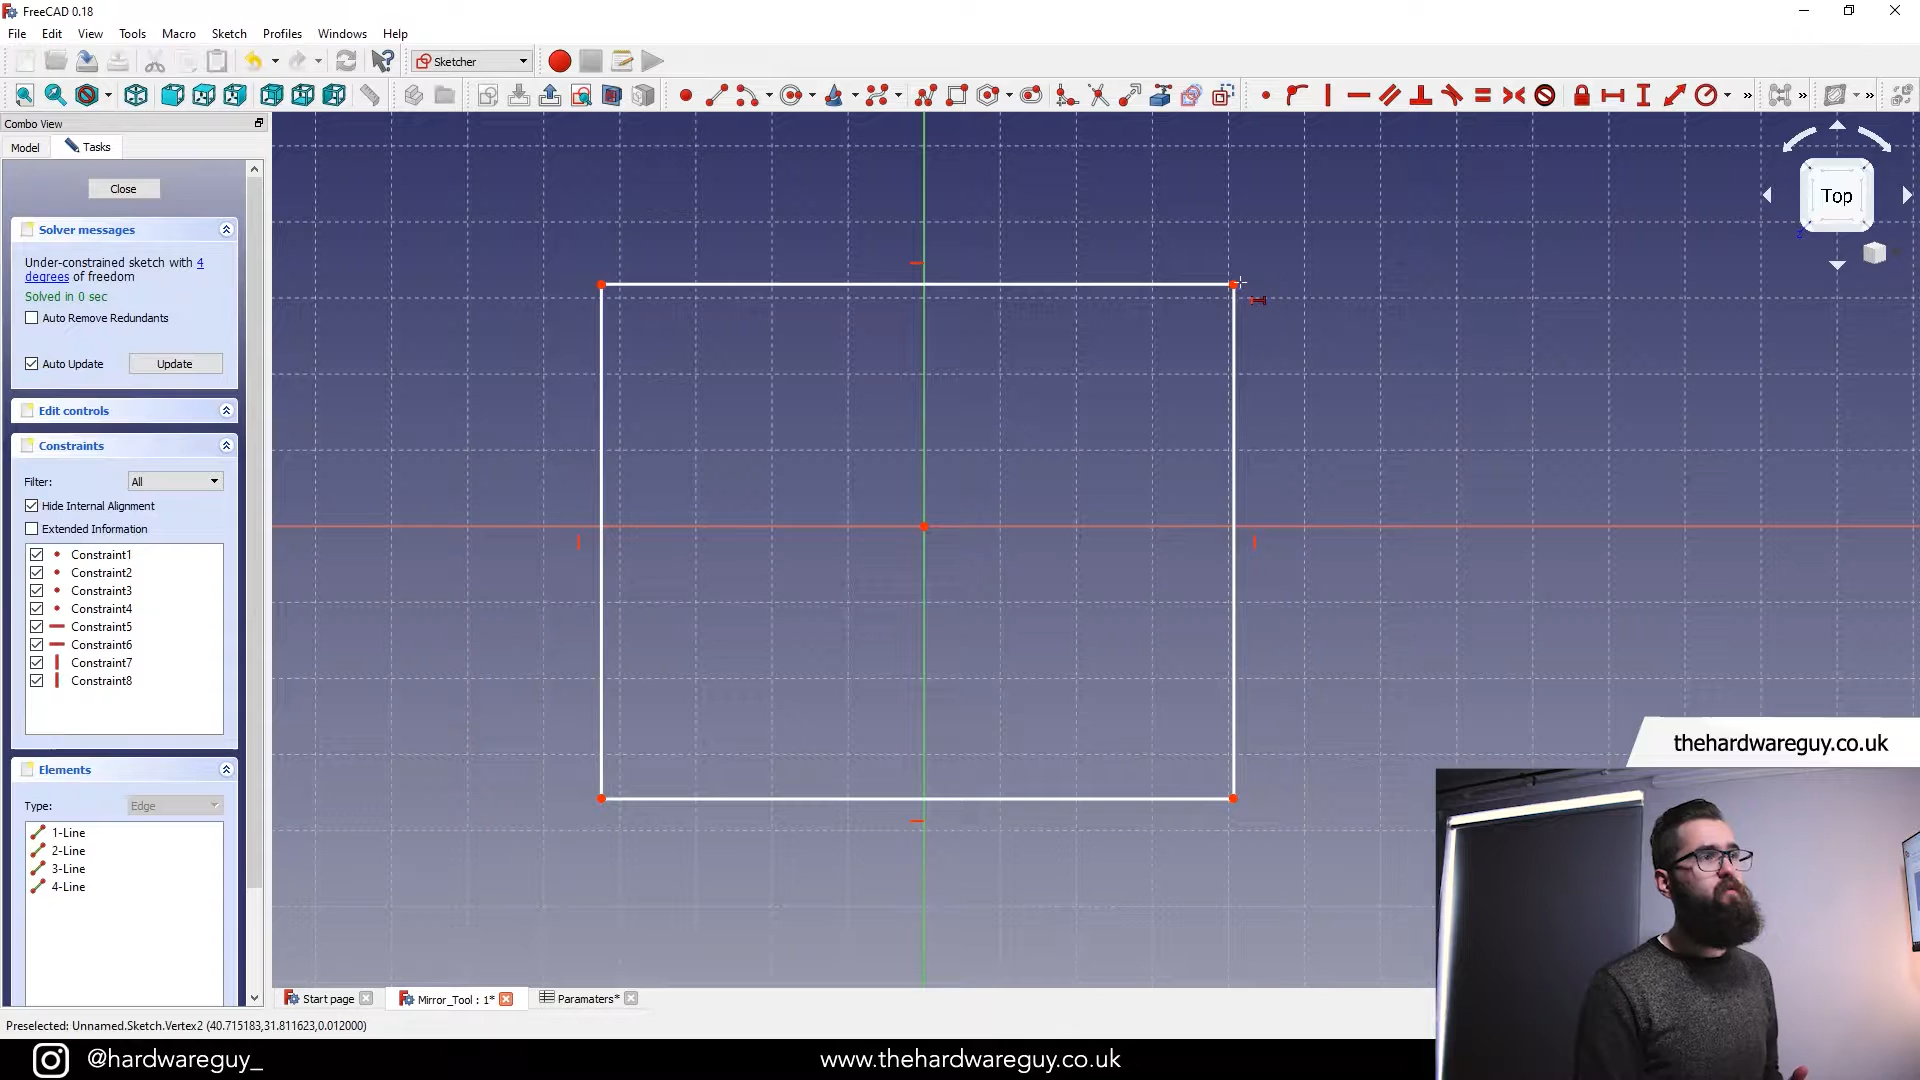 FreeCAD 0.18
File Edit View Tools Macro Sketch Profiles Windows Help
Sketcher
Combo View
Model Tasks
Close
Solver messages
Under-constrained sketch with 4
degrees of freedom
Solved in 0 sec
Auto Remove Redundants
Auto Update Update
Edit controls
Constraints
Filter: All
Hide Internal Alignment
Extended Information
Constraint1
Constraint2
Constraint3
Constraint4
Constraint5
Constraint6
Constraint7
Constraint8
Elements
Type: Edge
1-Line
2-Line
3-Line
4-Line
Top
Z
thehardwareguy.co.uk
Start page Mirror_Tool : 1* Paramaters*
Preselected: Unnamed.Sketch.Vertex2 (40.715183,31.811623,0.012000)
@hardwareguy_ www.thehardwareguy.co.uk